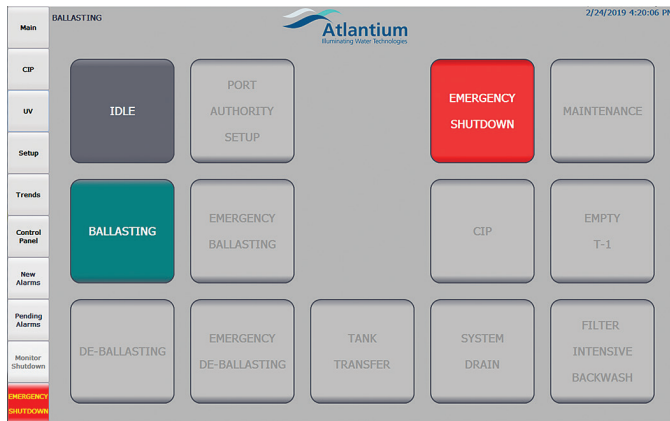 BALLASTING
2/24/2019 4:20:06 PM
Atlantium
Illuminating Water Technologies
Main
CIP
UV
Setup
Trends
Control
Panel
New
Alarms
Pending
Alarms
Monitor
Shutdown
EMERGENCY
SHUTDOWN
IDLE
PORT
AUTHORITY
SETUP
EMERGENCY
SHUTDOWN
MAINTENANCE
BALLASTING
EMERGENCY
BALLASTING
CIP
EMPTY
T-1
DE-BALLASTING
EMERGENCY
DE-BALLASTING
TANK
TRANSFER
SYSTEM
DRAIN
FILTER
INTENSIVE
BACKWASH